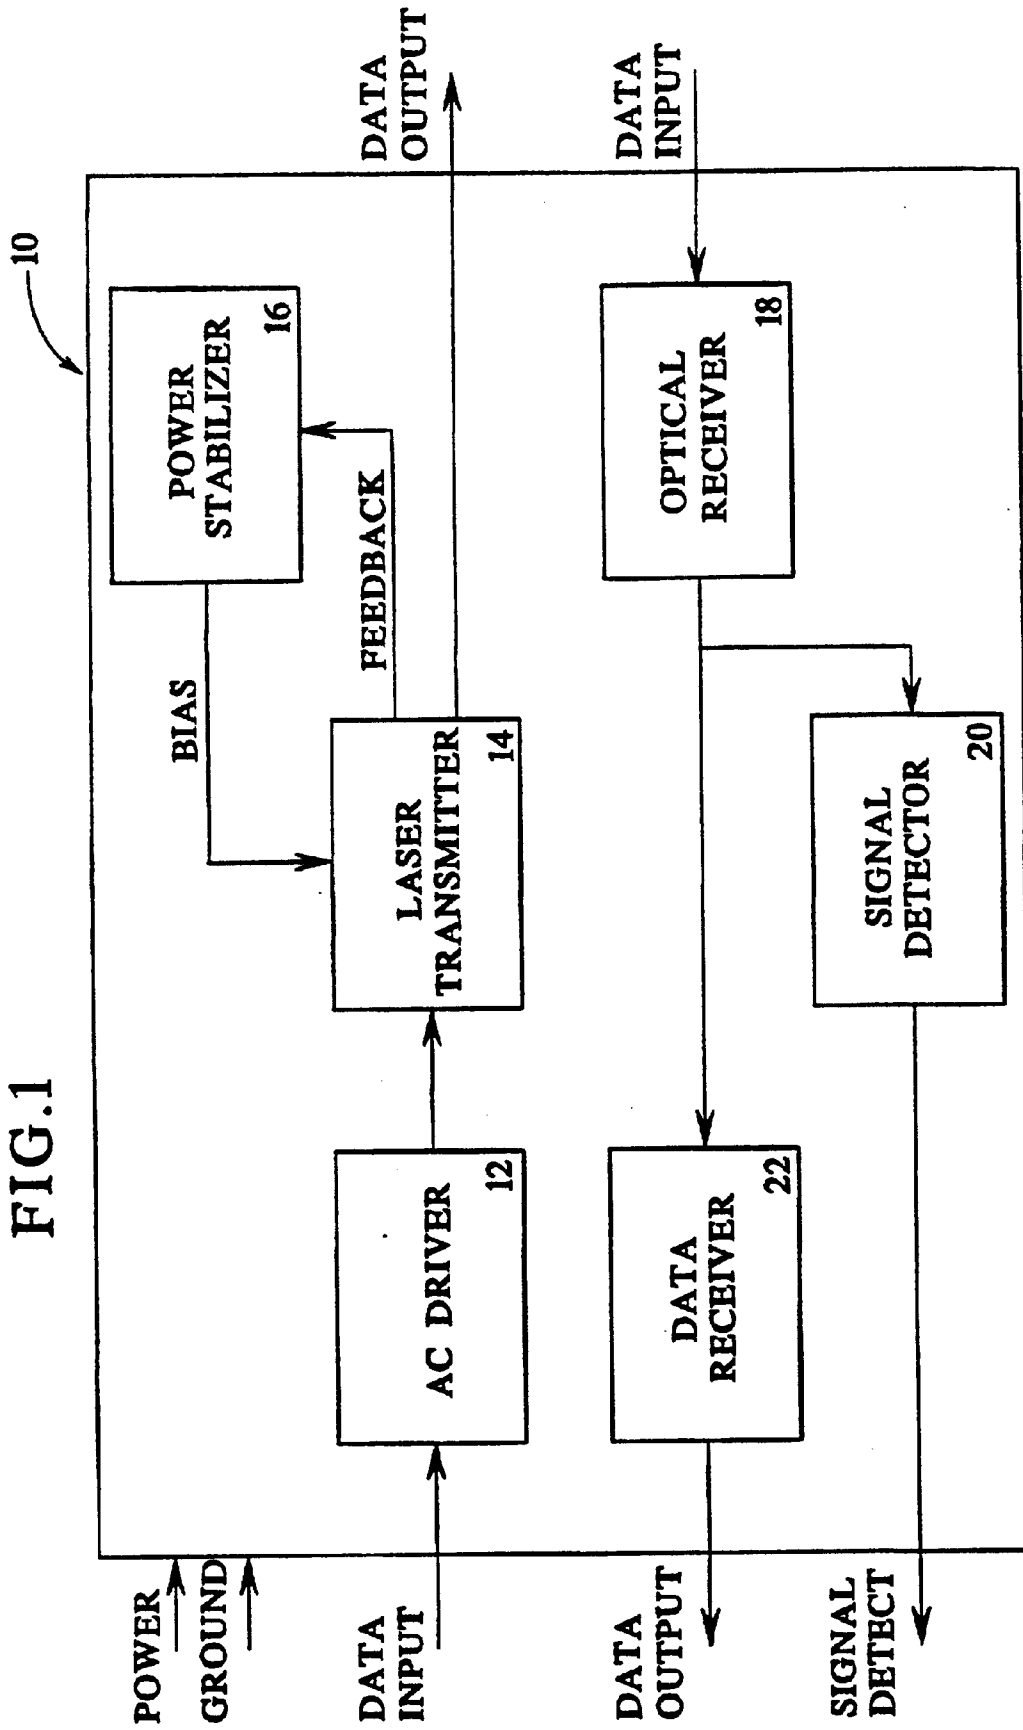 FIG.1
10
POWER
GROUND
DATA
INPUT
DATA
OUTPUT
SIGNAL
DETECT
AC DRIVER
12
LASER
TRANSMITTER
14
BIAS
FEEDBACK
POWER
STABILIZER
16
DATA
OUTPUT
DATA
INPUT
OPTICAL
RECEIVER
18
SIGNAL
DETECTOR
20
DATA
RECEIVER
22